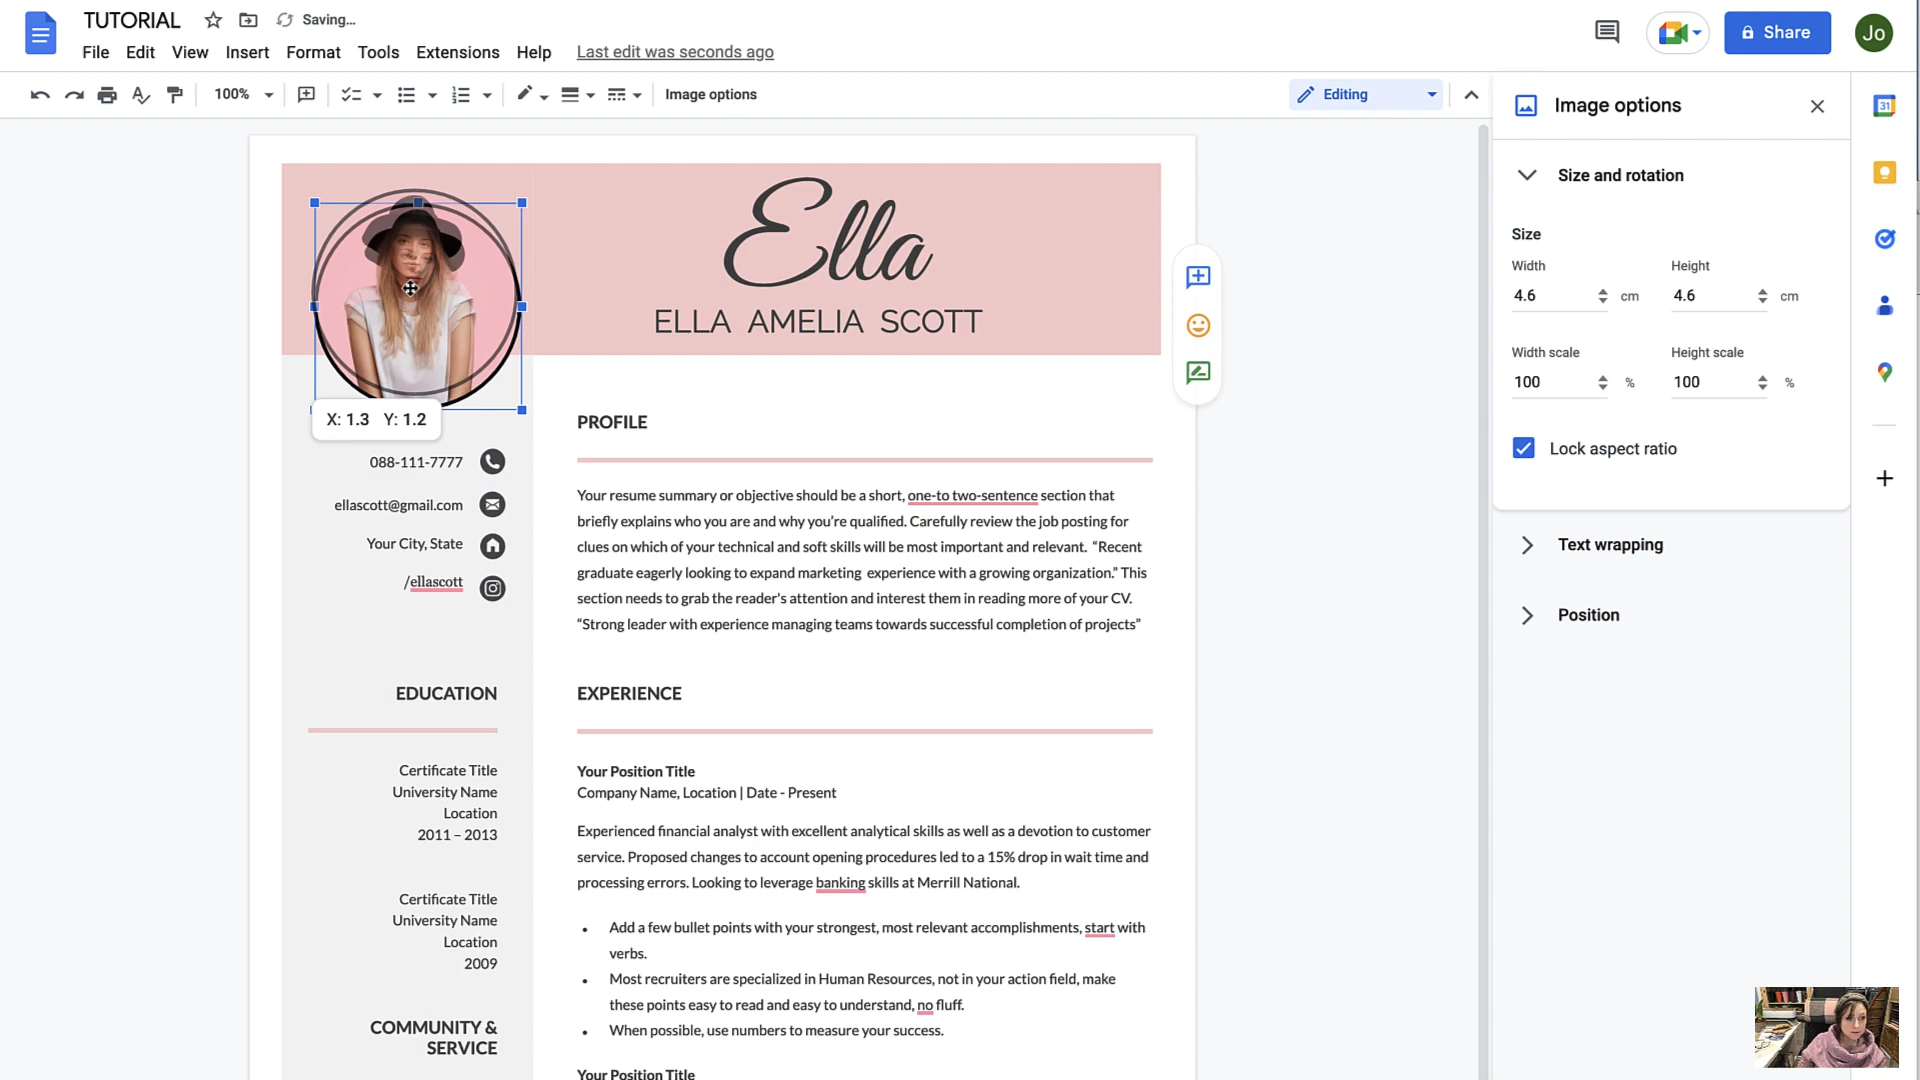 TUTORIAL
Saving...
File Edit View Insert Format Tools Extensions Help Last edit was seconds ago
Share
Jo
100%
Image options
Editing
Image options
31
Size and rotation
Size
Width
Height
4.6 cm
4.6 cm
Width scale
Height scale
100 %
100 %
Lock aspect ratio
Text wrapping
Position
Ella
ELLA AMELIA SCOTT
X: 1.3 Y: 1.2
088-111-7777
ellascott@gmail.com
Your City, State
/ellascott
EDUCATION
Certificate Title
University Name
Location
2011 – 2013
Certificate Title
University Name
Location
2009
COMMUNITY &
SERVICE
PROFILE
Your resume summary or objective should be a short, one-to two-sentence section that
briefly explains who you are and why you’re qualified. Carefully review the job posting for
clues on which of your technical and soft skills will be most important and relevant. “Recent
graduate eagerly looking to expand marketing experience with a growing organization.” This
section needs to grab the reader's attention and interest them in reading more of your CV.
“Strong leader with experience managing teams towards successful completion of projects”
EXPERIENCE
Your Position Title
Company Name, Location | Date - Present
Experienced financial analyst with excellent analytical skills as well as a devotion to customer
service. Proposed changes to account opening procedures led to a 15% drop in wait time and
processing errors. Looking to leverage banking skills at Merrill National.
• Add a few bullet points with your strongest, most relevant accomplishments, start with
verbs.
• Most recruiters are specialized in Human Resources, not in your action field, make
these points easy to read and easy to understand, no fluff.
• When possible, use numbers to measure your success.
Your Position Title